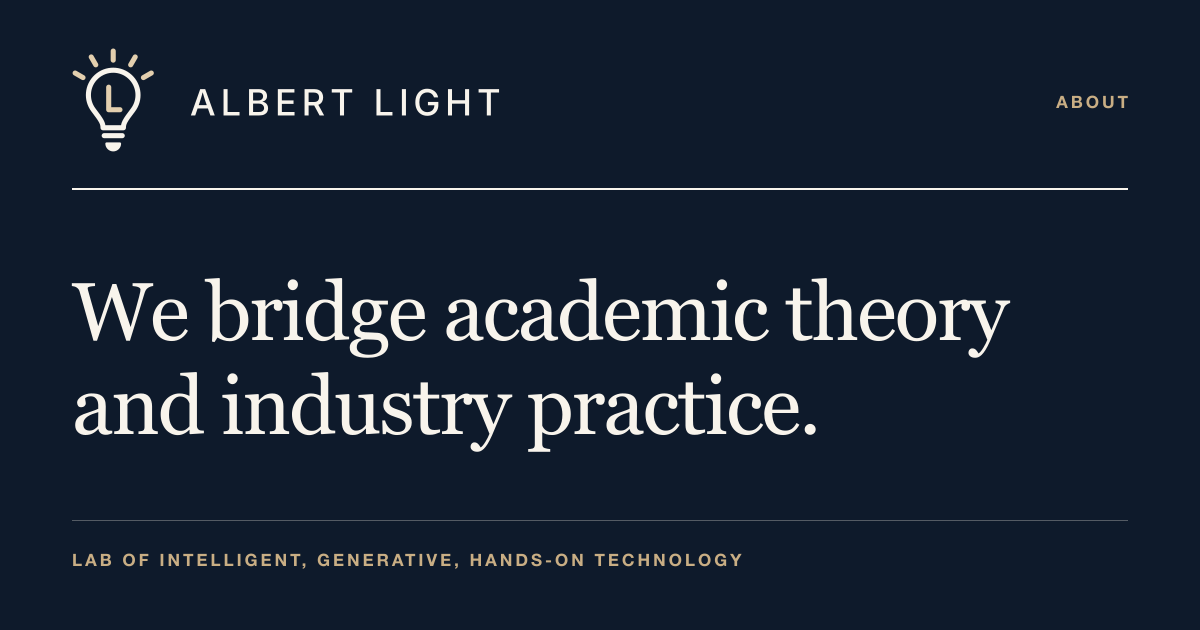 L
ALBERT LIGHT
ABOUT
We bridge academic theory
and industry practice.
LAB OF INTELLIGENT, GENERATIVE, HANDS-ON TECHNOLOGY